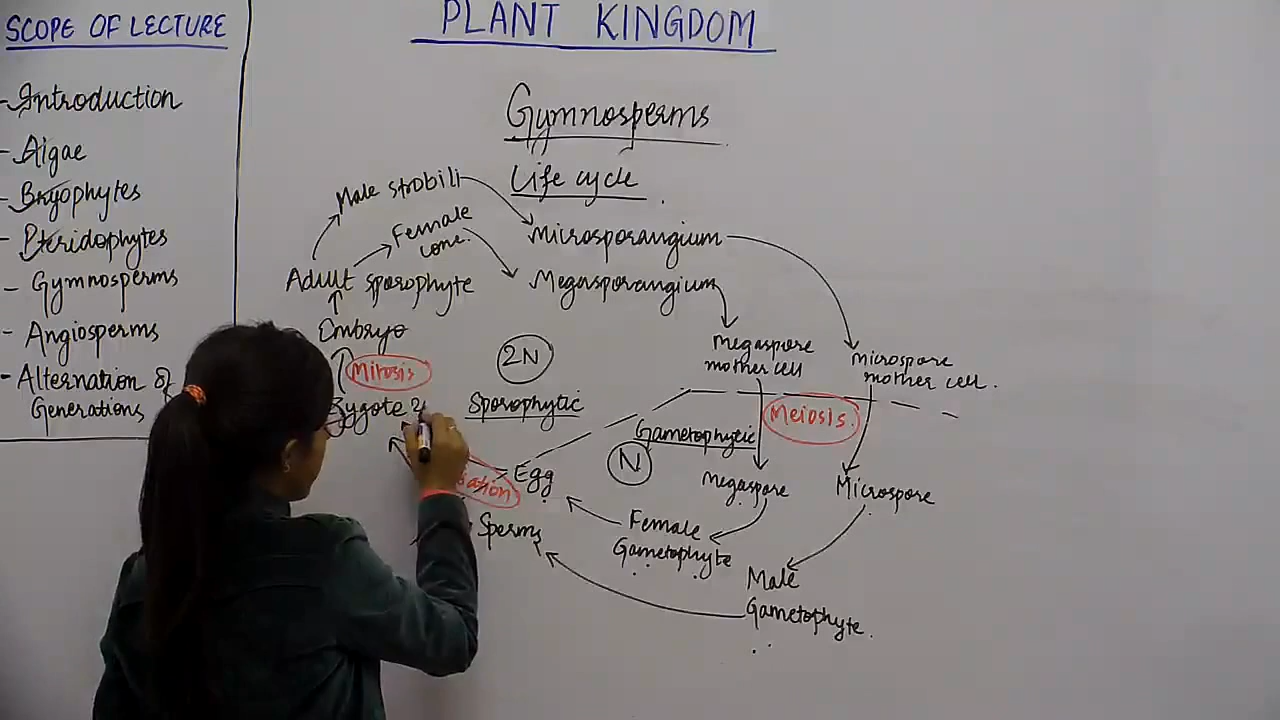 SCOPE OF LECTURE
- Introduction
- Algae
- Bryophytes
- Pteridophytes
- Gymnosperms
- Angiosperms
- Alternation of
Generations
PLANT KINGDOM
Gymnosperms
Life cycle
Male strobili
Female
cone.
Microsporangium
Adult sporophyte
Megasporangium
Embryo
2N
Megaspore
mother cell
Microspore
mother cell.
Mitosis
Zygote 2
Sporophytic
Meiosis
Gametophytic
N
Egg
Megaspore
Microspore
Sperms
Female
Gametophyte
Male
Gametophyte.